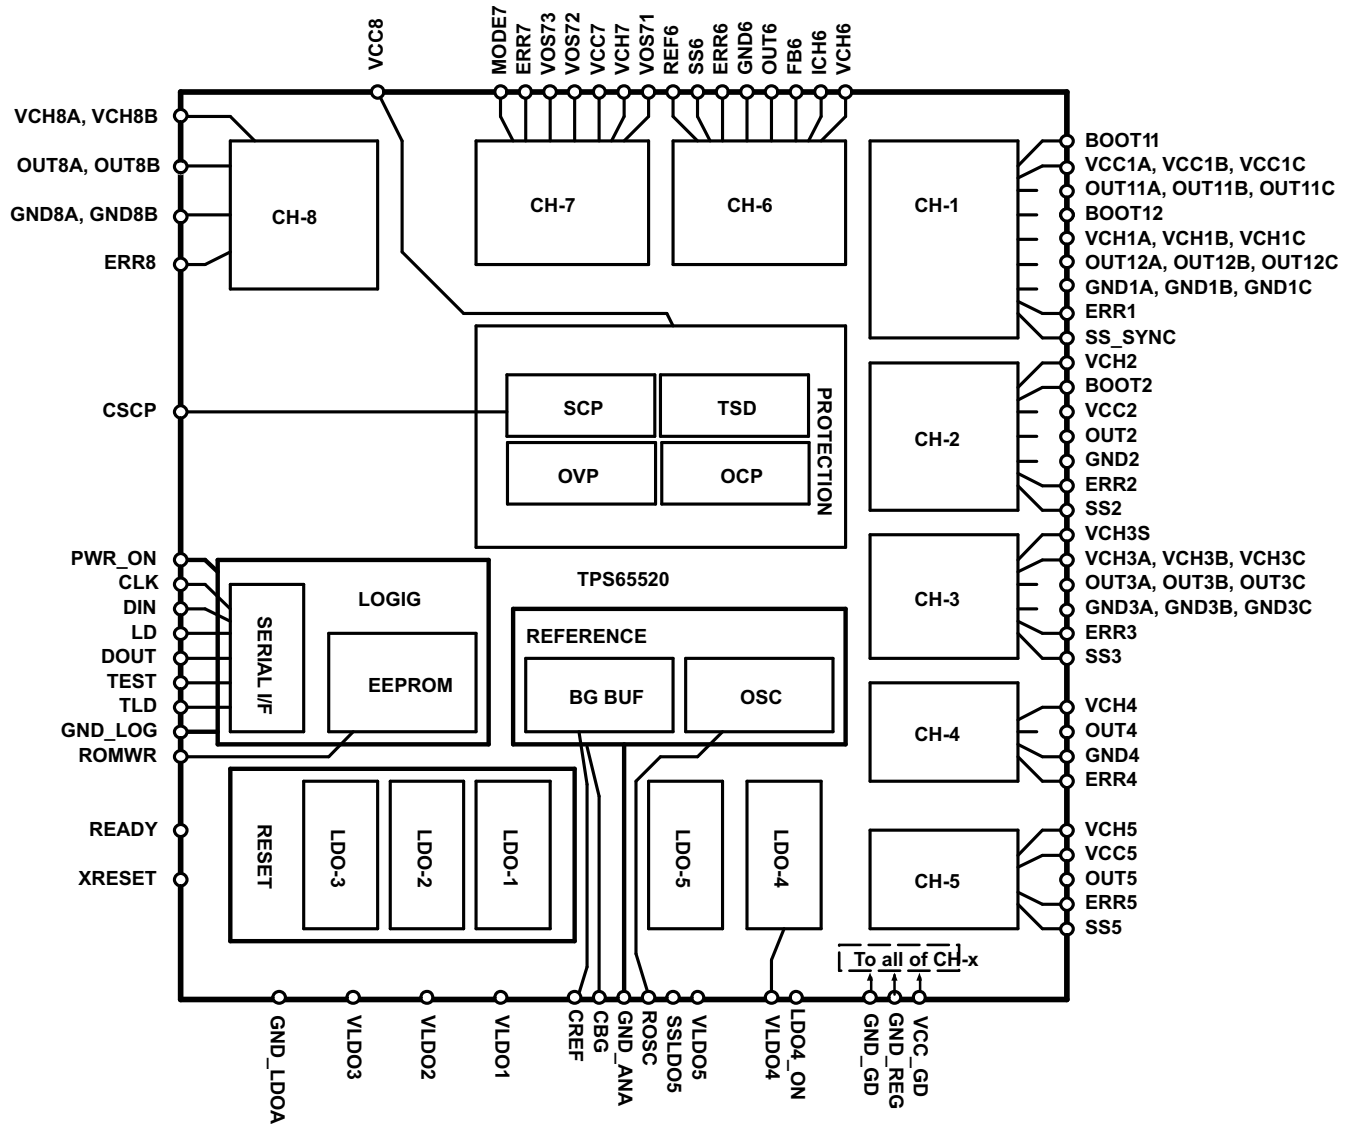 VCC8
MODE7
ERR7
VOS73
VOS72
VCC7
VCH7
VOS71
REF6
SS6
ERR6
GND6
OUT6
FB6
ICH6
VCH6
VCH8A, VCH8B
OUT8A, OUT8B
GND8A, GND8B
ERR8
CH-8
CH-7
CH-6
CH-1
BOOT11
VCC1A, VCC1B, VCC1C
OUT11A, OUT11B, OUT11C
BOOT12
VCH1A, VCH1B, VCH1C
OUT12A, OUT12B, OUT12C
GND1A, GND1B, GND1C
ERR1
SS_SYNC
CSCP
SCP
TSD
OVP
OCP
PROTECTION
CH-2
VCH2
BOOT2
VCC2
OUT2
GND2
ERR2
SS2
CH-3
VCH3S
VCH3A, VCH3B, VCH3C
OUT3A, OUT3B, OUT3C
GND3A, GND3B, GND3C
ERR3
SS3
PWR_ON
CLK
DIN
LD
DOUT
TEST
TLD
GND_LOG
ROMWR
LOGIG
SERIAL I/F
EEPROM
TPS65520
REFERENCE
BG BUF
OSC
CH-4
VCH4
OUT4
GND4
ERR4
READY
XRESET
RESET
LDO-3
LDO-2
LDO-1
LDO-5
LDO-4
CH-5
VCH5
VCC5
OUT5
ERR5
SS5
To all of CH-x
GND_LDOA
VLDO3
VLDO2
VLDO1
CREF
CBG
GND_ANA
ROSC
SSLDO5
VLDO5
VLDO4
LDO4_ON
GND_GD
GND_REG
VCC_GD